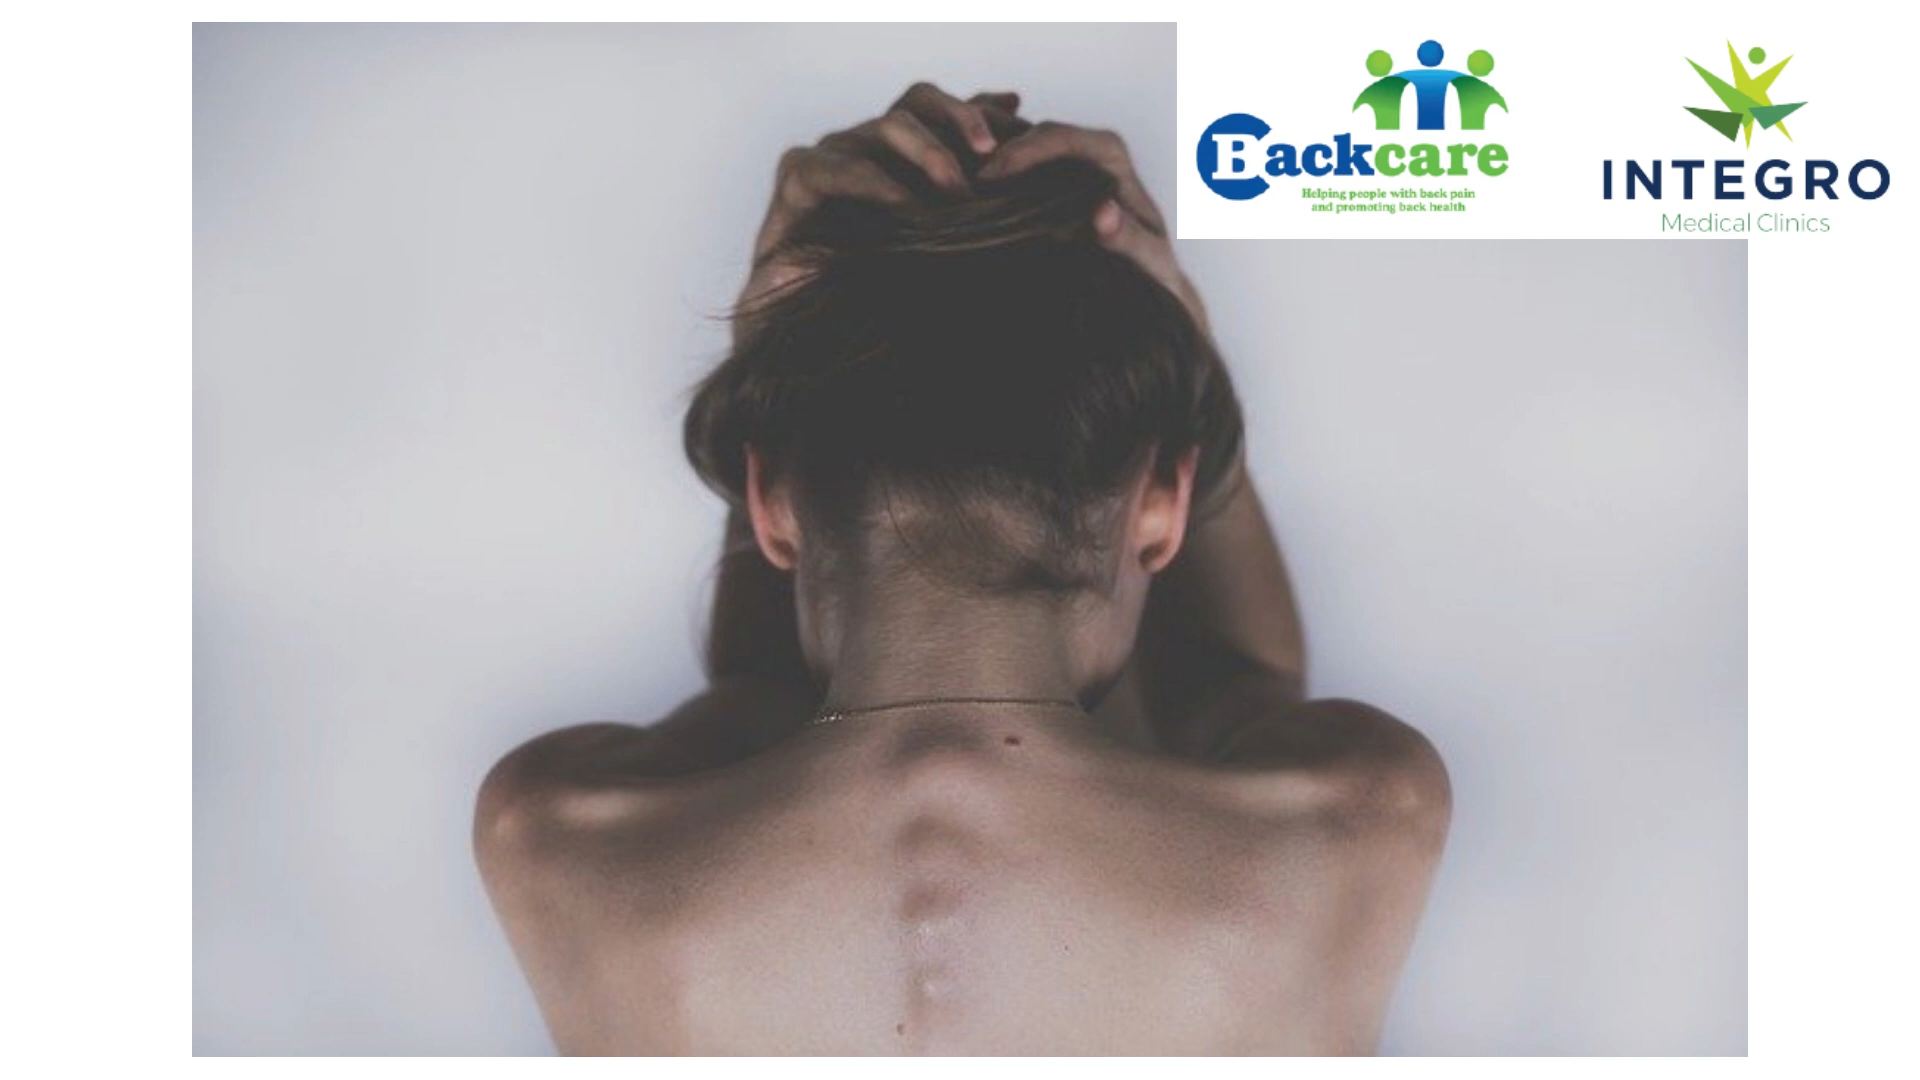 Backcare
Helping people with back pain
and promoting back health
INTEGRO
Medical Clinics